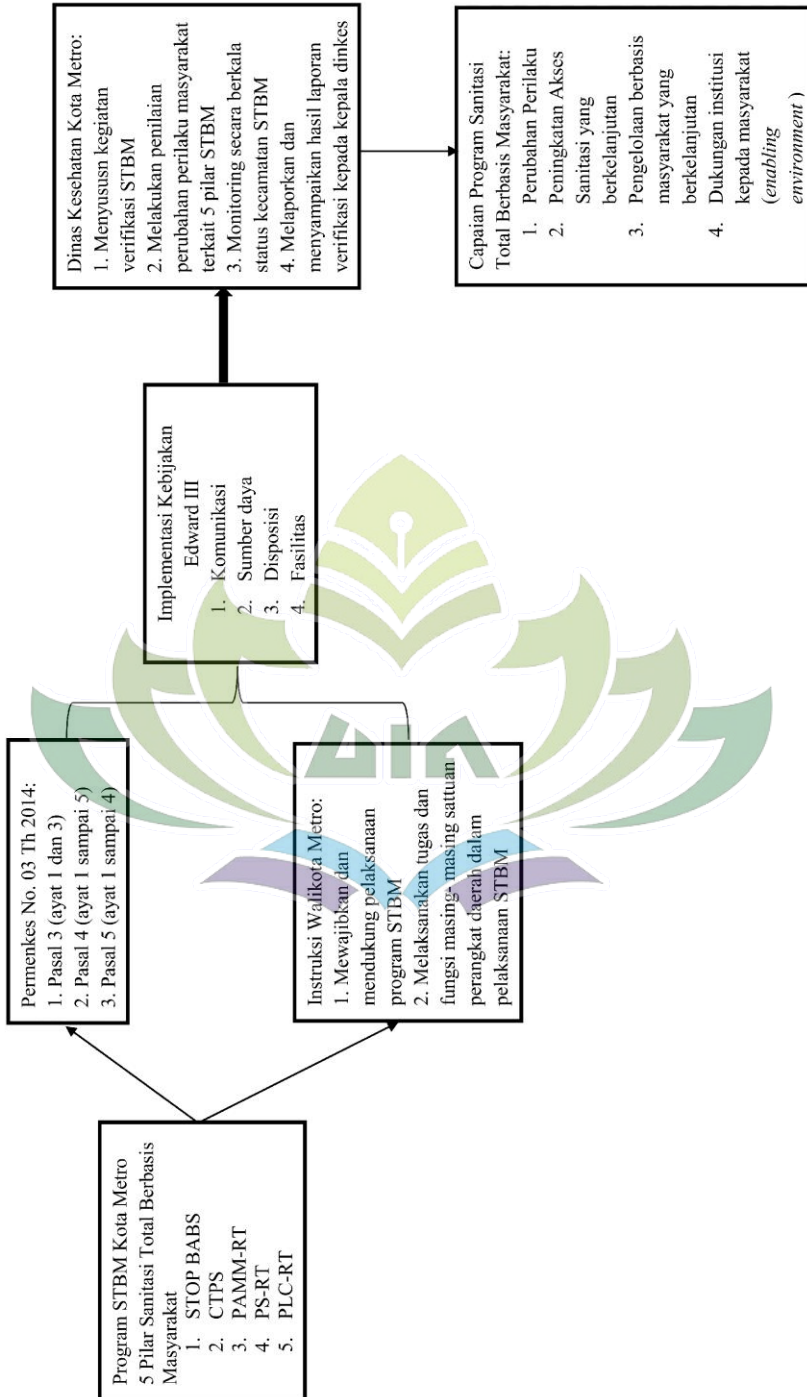 Program STBM Kota Metro
5 Pilar Sanitasi Total Berbasis
Masyarakat
1. STOP BABS
2. CTPS
3. PAMM-RT
4. PS-RT
5. PLC-RT
Permenkes No. 03 Th 2014:
1. Pasal 3 (ayat 1 dan 3)
2. Pasal 4 (ayat 1 sampai 5)
3. Pasal 5 (ayat 1 sampai 4)
Instruksi Walikota Metro:
1. Mewajibkan dan
mendukung pelaksanaan
program STBM
2. Melaksanakan tugas dan
fungsi masing- masing sattuan
perangkat daerah dalam
pelaksanaan STBM
Implementasi Kebijakan
Edward III
1. Komunikasi
2. Sumber daya
3. Disposisi
4. Fasilitas
Dinas Kesehatan Kota Metro:
1. Menyususn kegiatan
verifikasi STBM
2. Melakukan penilaian
perubahan perilaku masyarakat
terkait 5 pilar STBM
3. Monitoring secara berkala
status kecamatan STBM
4. Melaporkan dan
menyampaikan hasil laporan
verifikasi kepada kepala dinkes
Capaian Program Sanitasi
Total Berbasis Masyarakat:
1. Perubahan Perilaku
2. Peningkatan Akses
Sanitasi yang
berkelanjutan
3. Pengelolaan berbasis
masyarakat yang
berkelanjutan
4. Dukungan institusi
kepada masyarakat
(enabling
environment )
UIN